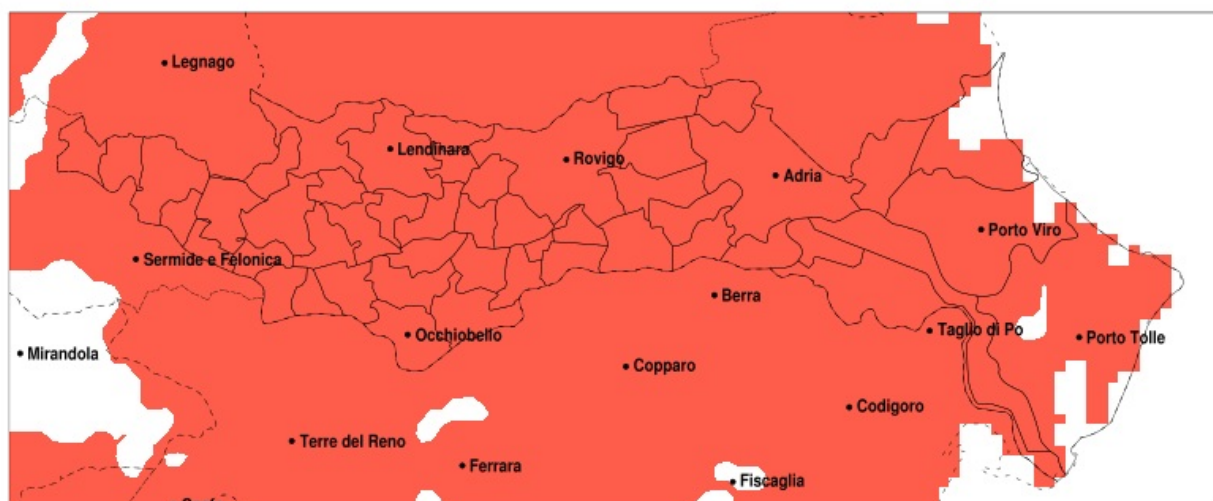 Legnago
Lendinara
Rovigo
Adria
Porto Viro
Sermide e Felonica
Berra
Occhiobello
Taglio di Po
Porto Tolle
Mirandola
Copparo
Codigoro
Terre del Reno
Ferrara
Fiscaglia